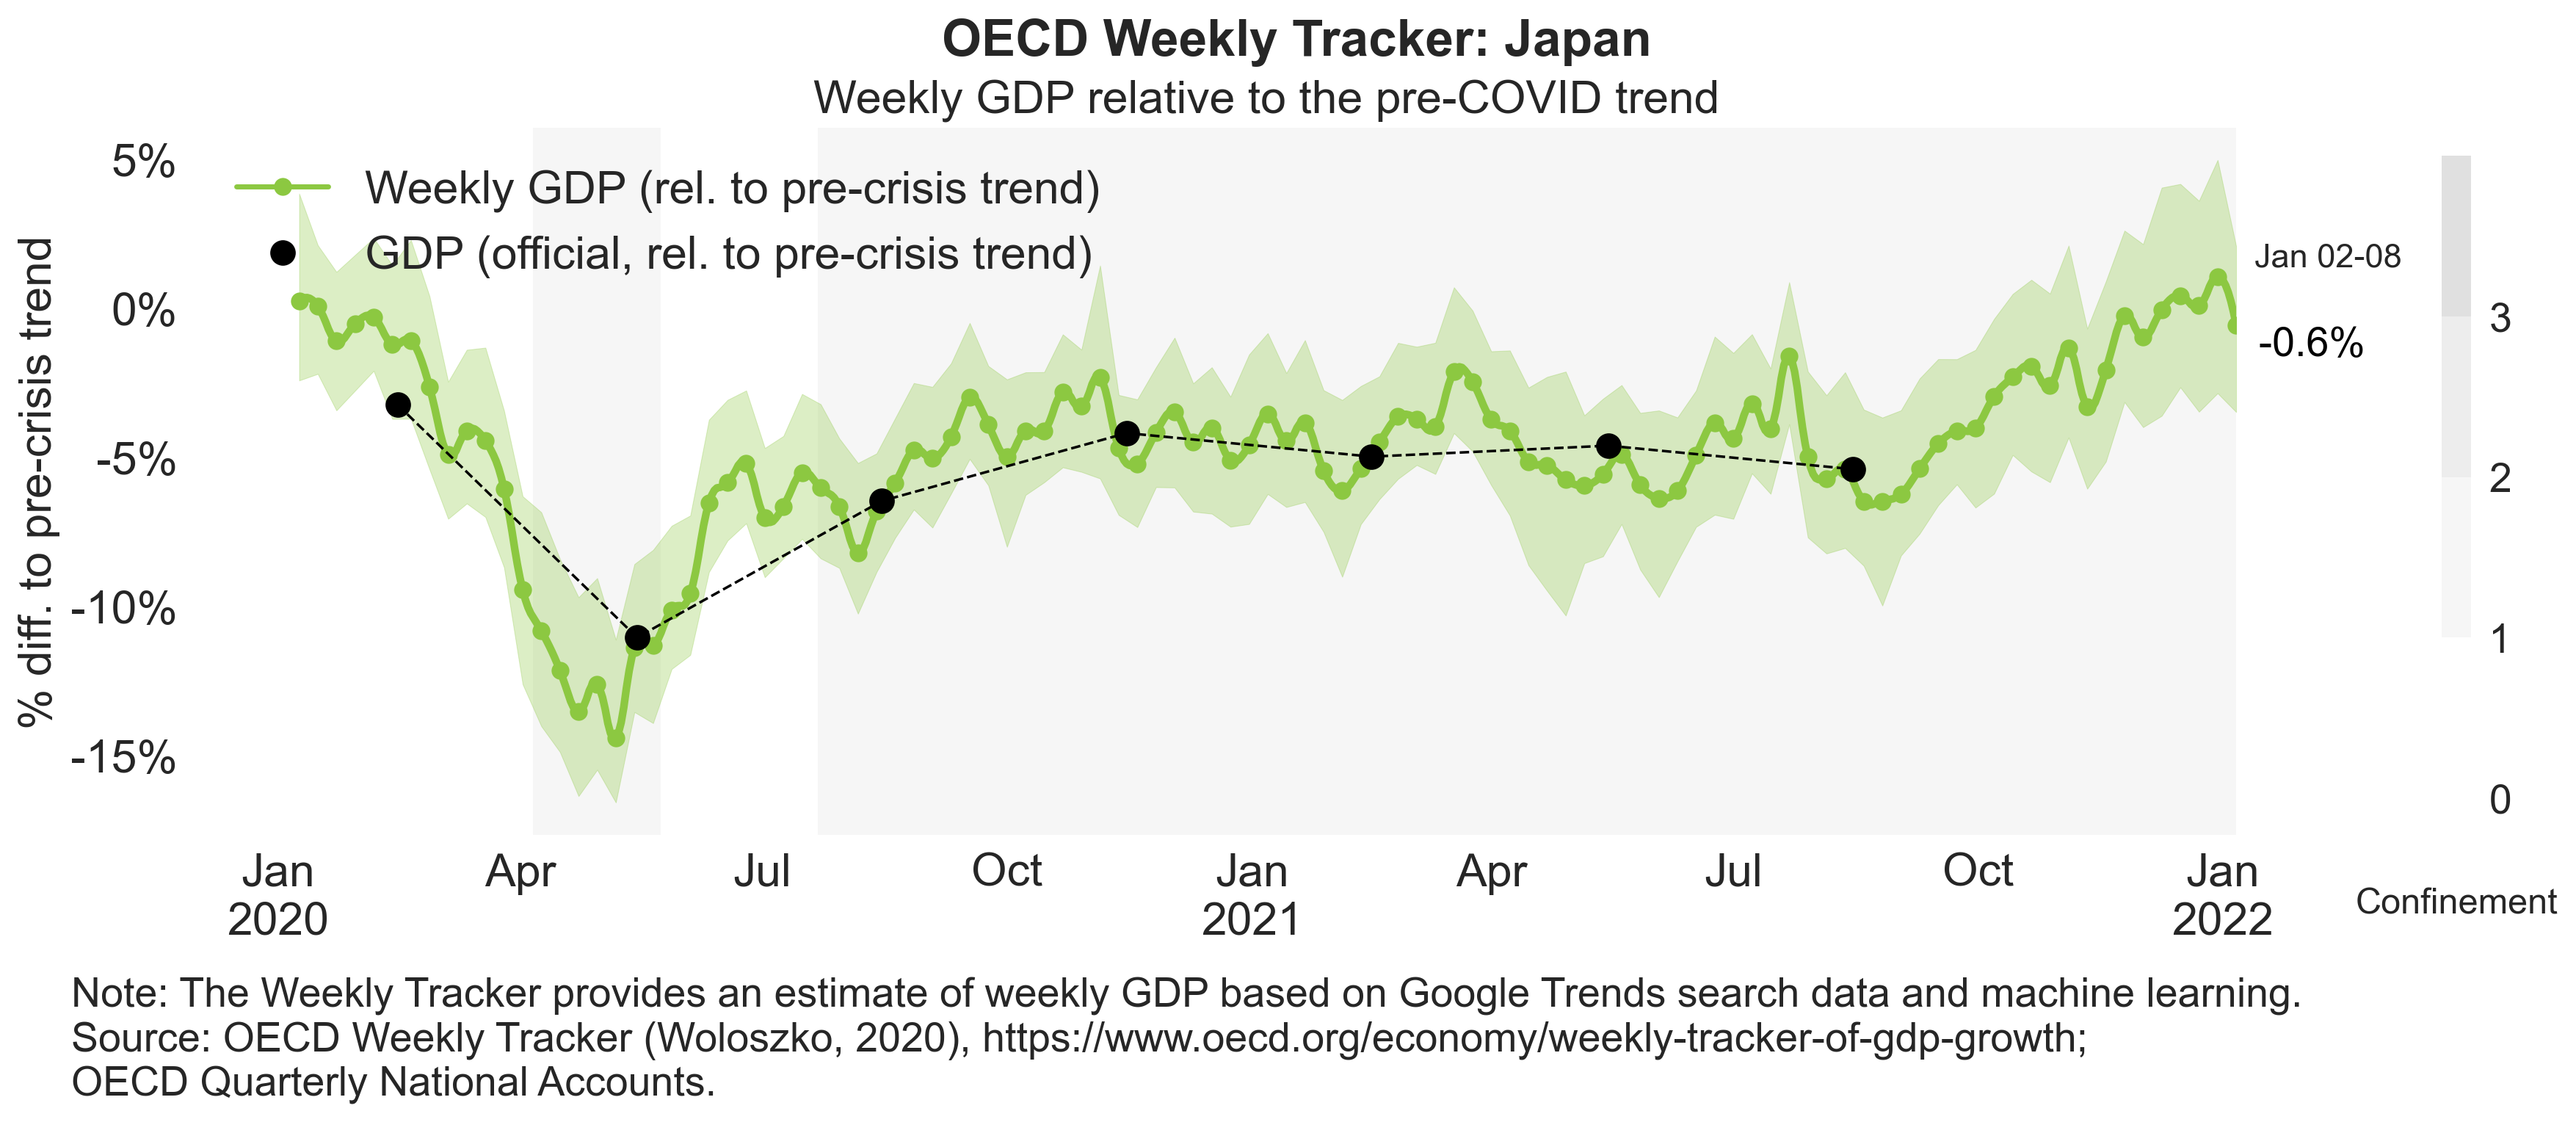 OECD Weekly Tracker: Japan
Weekly GDP relative to the pre-COVID trend
% diff. to pre-crisis trend
5%
0%
-5%
-10%
-15%
Weekly GDP (rel. to pre-crisis trend)
GDP (official, rel. to pre-crisis trend)
Jan 02-08
-0.6%
3
2
1
0
Confinement
Jan
2020
Apr
Jul
Oct
Jan
2021
Apr
Jul
Oct
Jan
2022
Note: The Weekly Tracker provides an estimate of weekly GDP based on Google Trends search data and machine learning.
Source: OECD Weekly Tracker (Woloszko, 2020), https://www.oecd.org/economy/weekly-tracker-of-gdp-growth;
OECD Quarterly National Accounts.